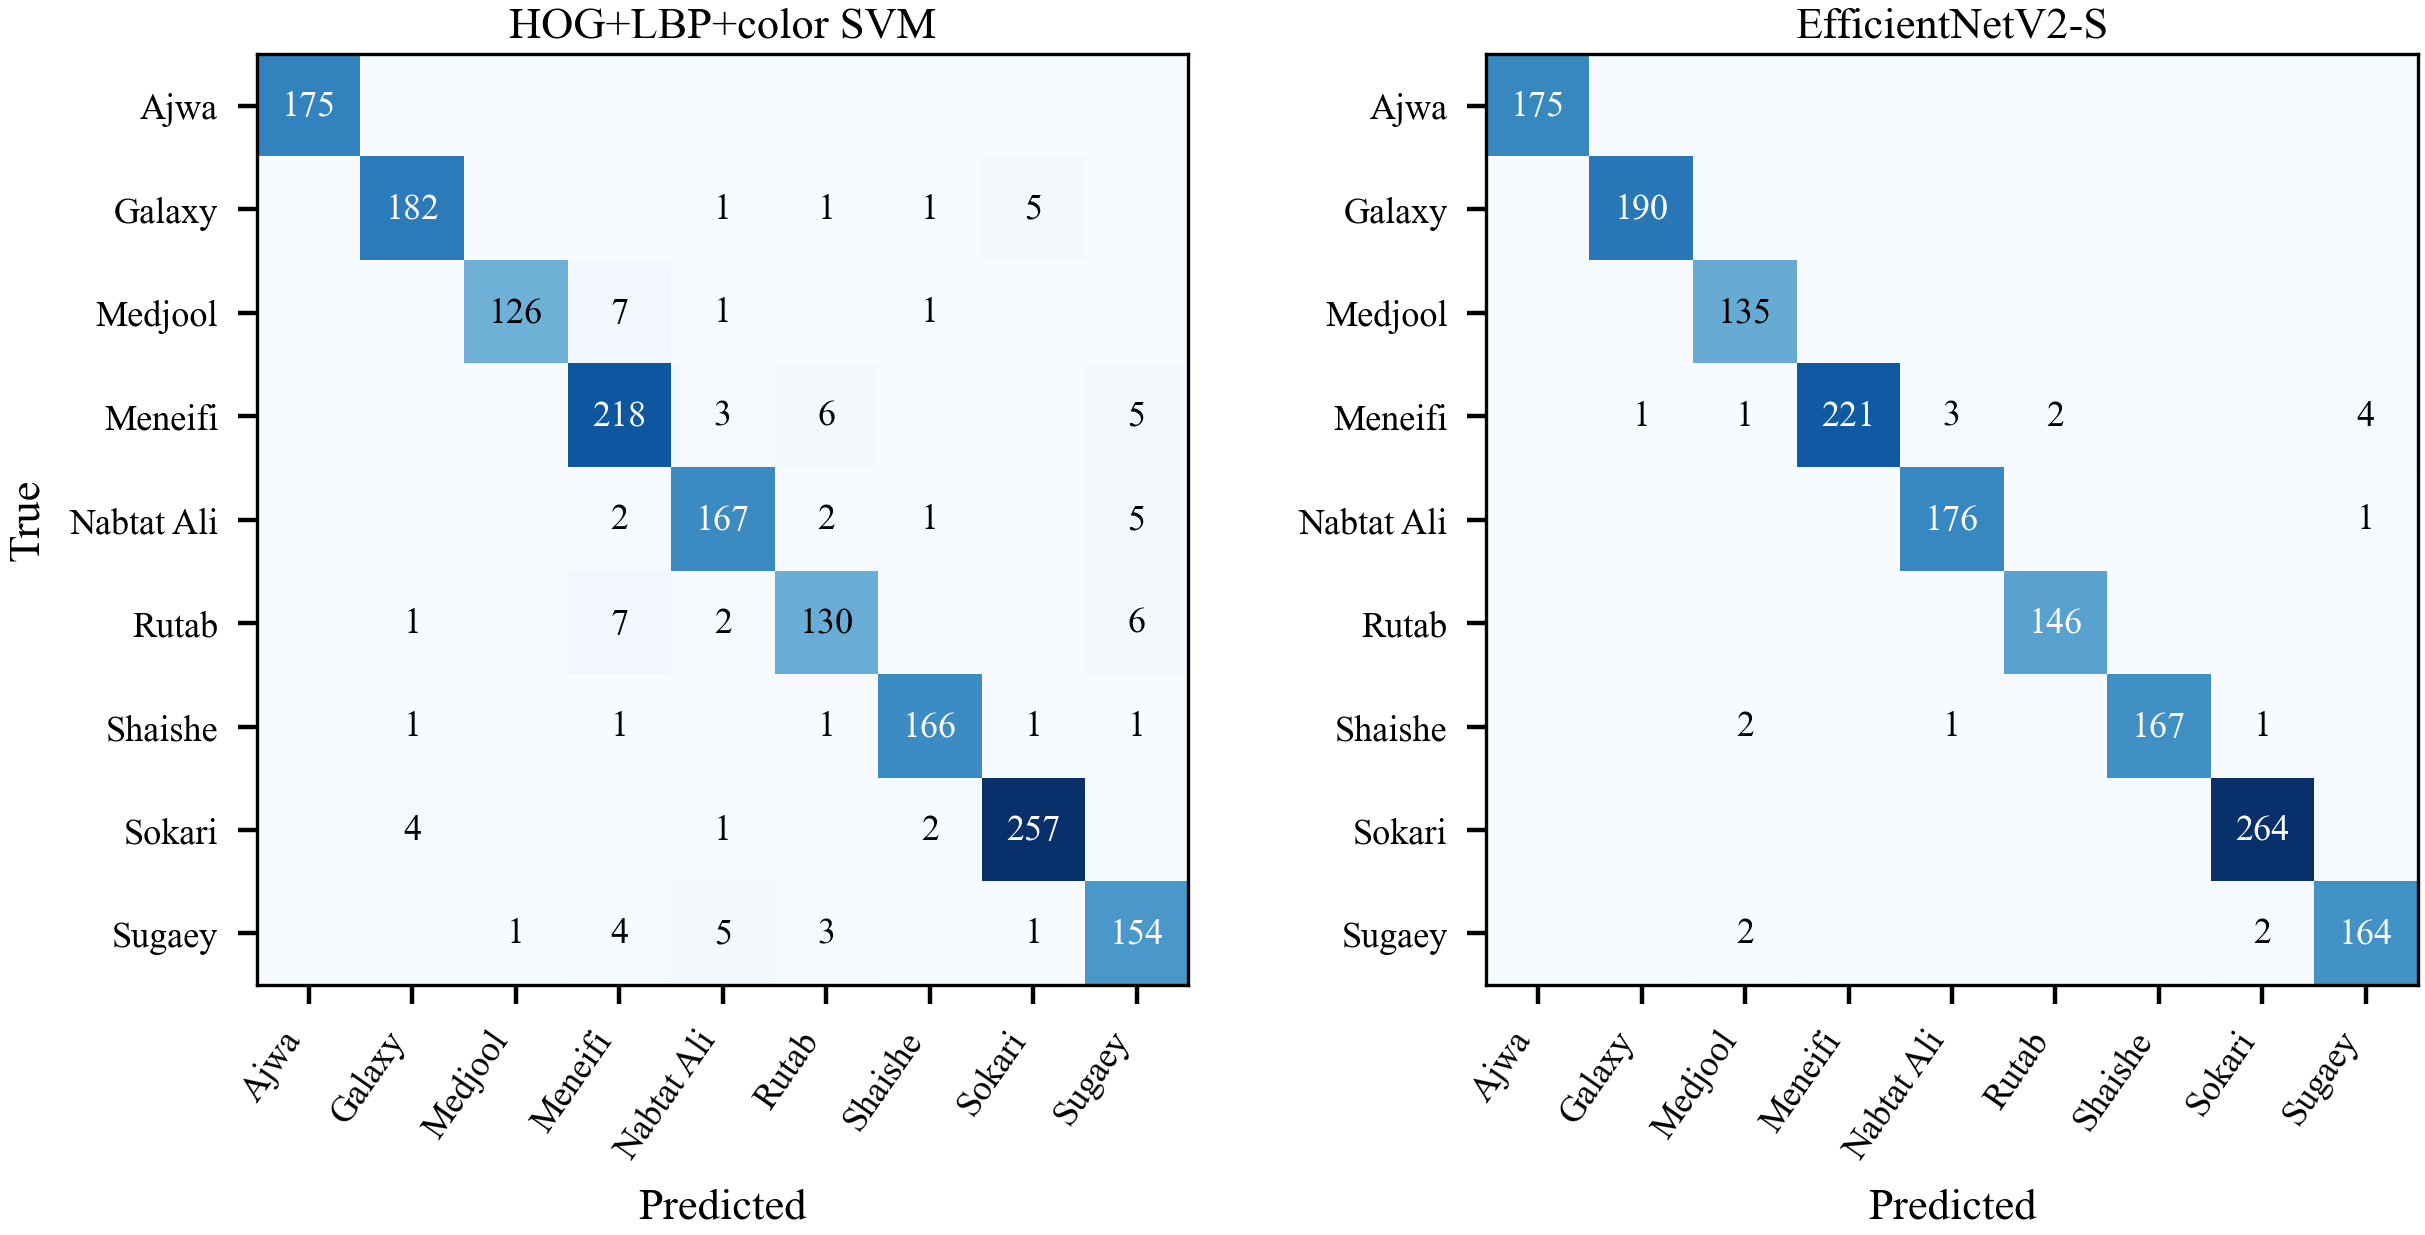 HOG+LBP+color SVM
True
Ajwa 175
Galaxy 182 1 1 1 5
Medjool 126 7 1 1
Meneifi 218 3 6 5
Nabtat Ali 2 167 2 1 5
Rutab 1 7 2 130 6
Shaishe 1 1 1 166 1 1
Sokari 4 1 2 257
Sugaey 1 4 5 3 1 154
Ajwa Galaxy Medjool Meneifi Nabtat Ali Rutab Shaishe Sokari Sugaey
Predicted
EfficientNetV2-S
Ajwa 175
Galaxy 190
Medjool 135
Meneifi 1 1 221 3 2 4
Nabtat Ali 176 1
Rutab 146
Shaishe 2 1 167 1
Sokari 264
Sugaey 2 2 164
Ajwa Galaxy Medjool Meneifi Nabtat Ali Rutab Shaishe Sokari Sugaey
Predicted